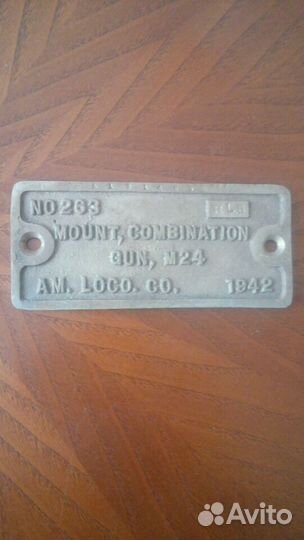 NO 263
MOUNT, COMBINATION
GUN, M24
AM. LOCO. CO. 1942
Avito